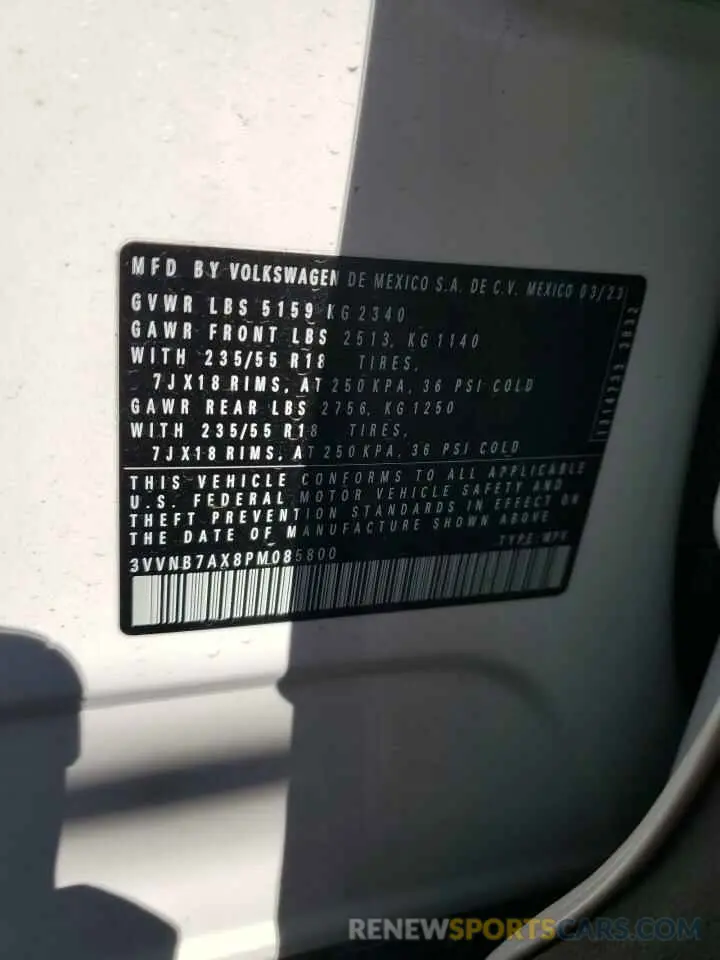 MFD BY VOLKSWAGEN DE MEXICO S.A. DE C.V. MEXICO 03/23
GVWR LBS 5159 KG 2340
GAWR FRONT LBS 2513, KG 1140
WITH 235/55 R18 TIRES,
7JX18 RIMS, AT 250 KPA, 36 PSI COLD
GAWR REAR LBS 2756, KG 1250
WITH 235/55 R18 TIRES,
7JX18 RIMS, AT 250 KPA, 36 PSI COLD
THIS VEHICLE CONFORMS TO ALL APPLICABLE
U.S. FEDERAL MOTOR VEHICLE SAFETY AND
THEFT PREVENTION STANDARDS IN EFFECT ON
THE DATE OF MANUFACTURE SHOWN ABOVE
TYPE: MPV
3VVNB7AX8PM085800
RENEWSPORTSCARS.COM